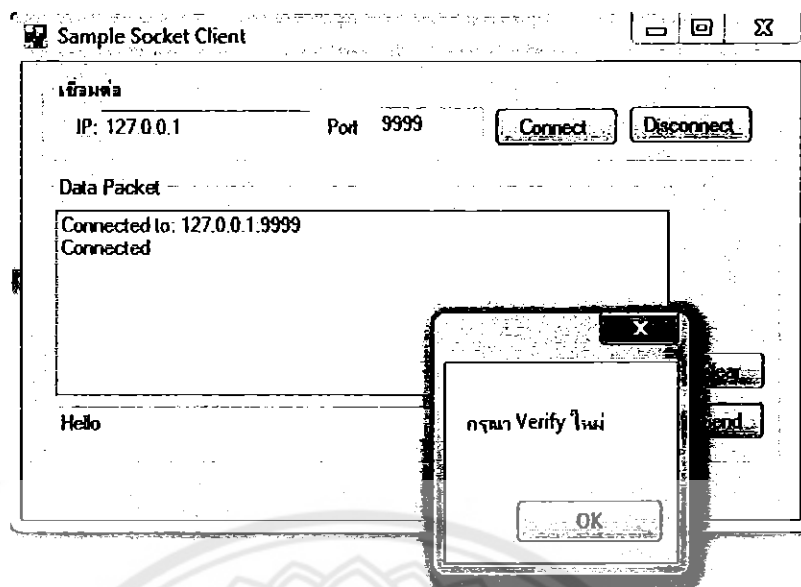 Sample Socket Client
เชื่อมต่อ
IP: 127.0.0.1 Port 9999 Connect Disconnect
Data Packet
Connected to: 127.0.0.1:9999
Connected
X
Hello
กรุณา Verify ใหม่
OK